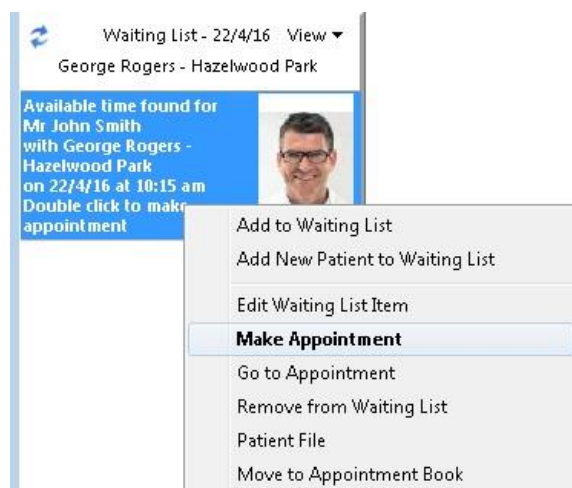 Waiting List - 22/4/16 View ▼
George Rogers - Hazelwood Park
Available time found for
Mr John Smith
with George Rogers -
Hazelwood Park
on 22/4/16 at 10:15 am
Double click to make
appointment
Add to Waiting List
Add New Patient to Waiting List
Edit Waiting List Item
Make Appointment
Go to Appointment
Remove from Waiting List
Patient File
Move to Appointment Book